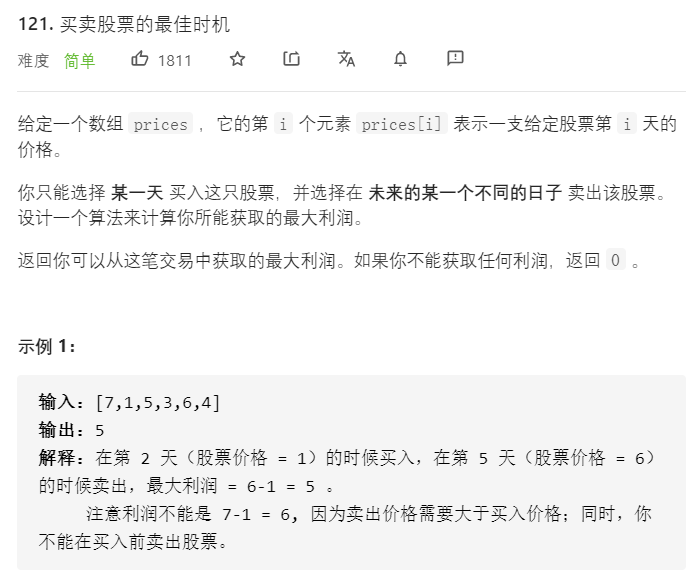 121. 买卖股票的最佳时机
难度 简单 1811
给定一个数组 prices ，它的第 i 个元素 prices[i] 表示一支给定股票第 i 天的
价格。
你只能选择 某一天 买入这只股票，并选择在 未来的某一个不同的日子 卖出该股票。
设计一个算法来计算你所能获取的最大利润。
返回你可以从这笔交易中获取的最大利润。如果你不能获取任何利润，返回 0 。
示例 1：
输入：[7,1,5,3,6,4]
输出：5
解释：在第 2 天（股票价格 = 1）的时候买入，在第 5 天（股票价格 = 6）
的时候卖出，最大利润 = 6-1 = 5 。
注意利润不能是 7-1 = 6, 因为卖出价格需要大于买入价格；同时，你
不能在买入前卖出股票。